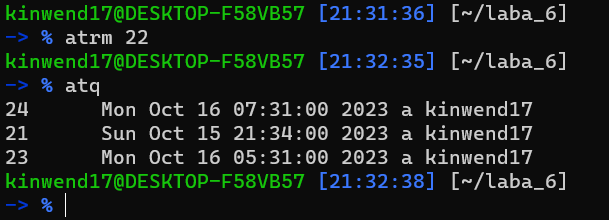 kinwend17@DESKTOP-F58VB57 [21:31:36] [~/laba_6]
-> % atrm 22
kinwend17@DESKTOP-F58VB57 [21:32:35] [~/laba_6]
-> % atq
24      Mon Oct 16 07:31:00 2023 a kinwend17
21      Sun Oct 15 21:34:00 2023 a kinwend17
23      Mon Oct 16 05:31:00 2023 a kinwend17
kinwend17@DESKTOP-F58VB57 [21:32:38] [~/laba_6]
-> %